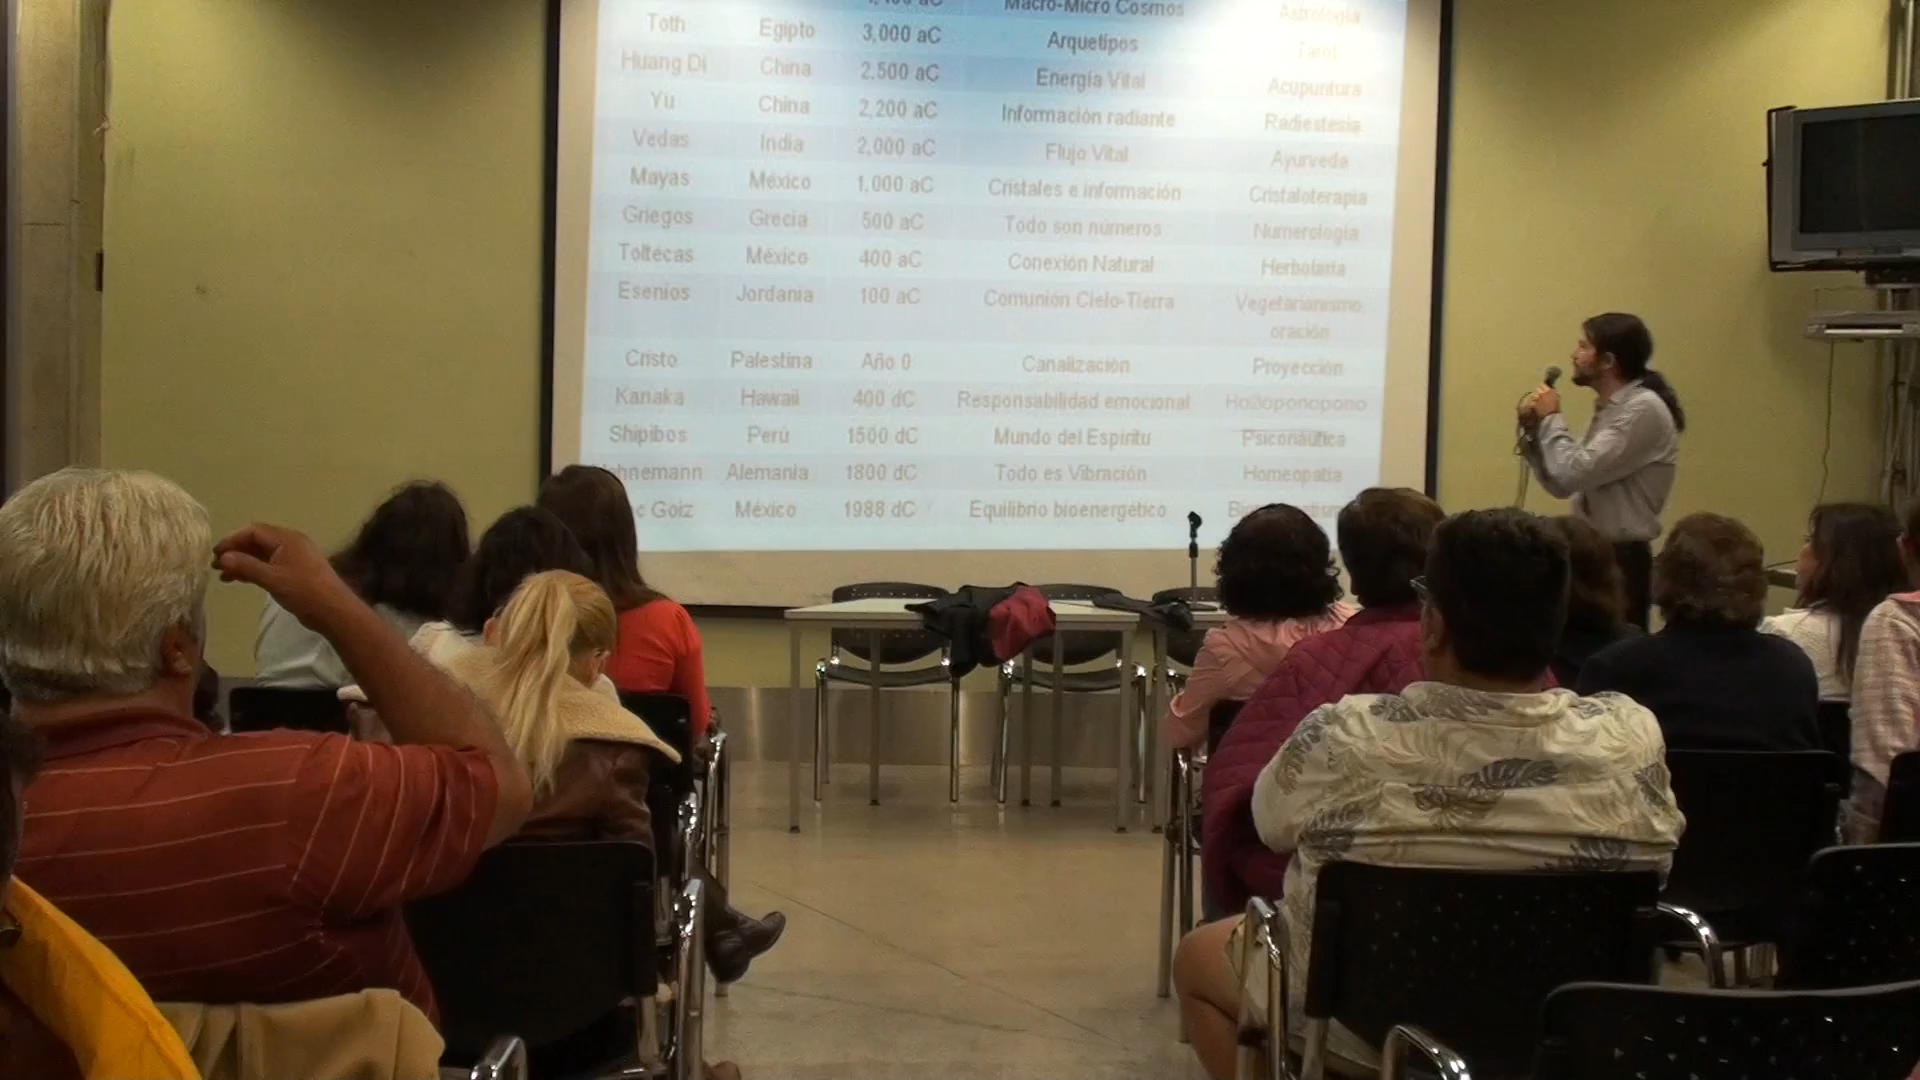 Macro-Micro Cosmos Astrología
Toth Egipto 3,000 aC Arquetipos Tarot
Huang Di China 2,500 aC Energía Vital Acupuntura
Yu China 2,200 aC Información radiante Radiestesia
Vedas India 2,000 aC Flujo Vital Ayurveda
Mayas México 1,000 aC Cristales e información Cristaloterapia
Griegos Grecia 500 aC Todo son números Numerología
Toltecas México 400 aC Conexión Natural Herbolaria
Esenios Jordania 100 aC Comunión Cielo-Tierra Vegetarianismo,
oración
Cristo Palestina Año 0 Canalización Proyección
Kanaka Hawaii 400 dC Responsabilidad emocional
Shipibos Perú 1500 dC Mundo del Espíritu Psiconáutica
Alemania 1800 dC Todo es Vibración Homeopatía
Goiz México 1988 dC Equilibrio bioenergético